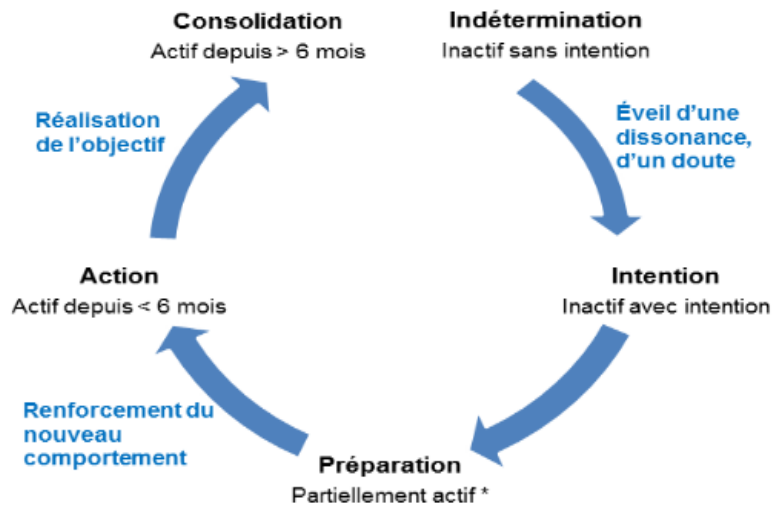 Consolidation
Actif depuis > 6 mois
Indétermination
Inactif sans intention
Éveil d'une
dissonance,
d'un doute
Intention
Inactif avec intention
Préparation
Partiellement actif *
Renforcement du
nouveau
comportement
Action
Actif depuis < 6 mois
Réalisation
de l'objectif